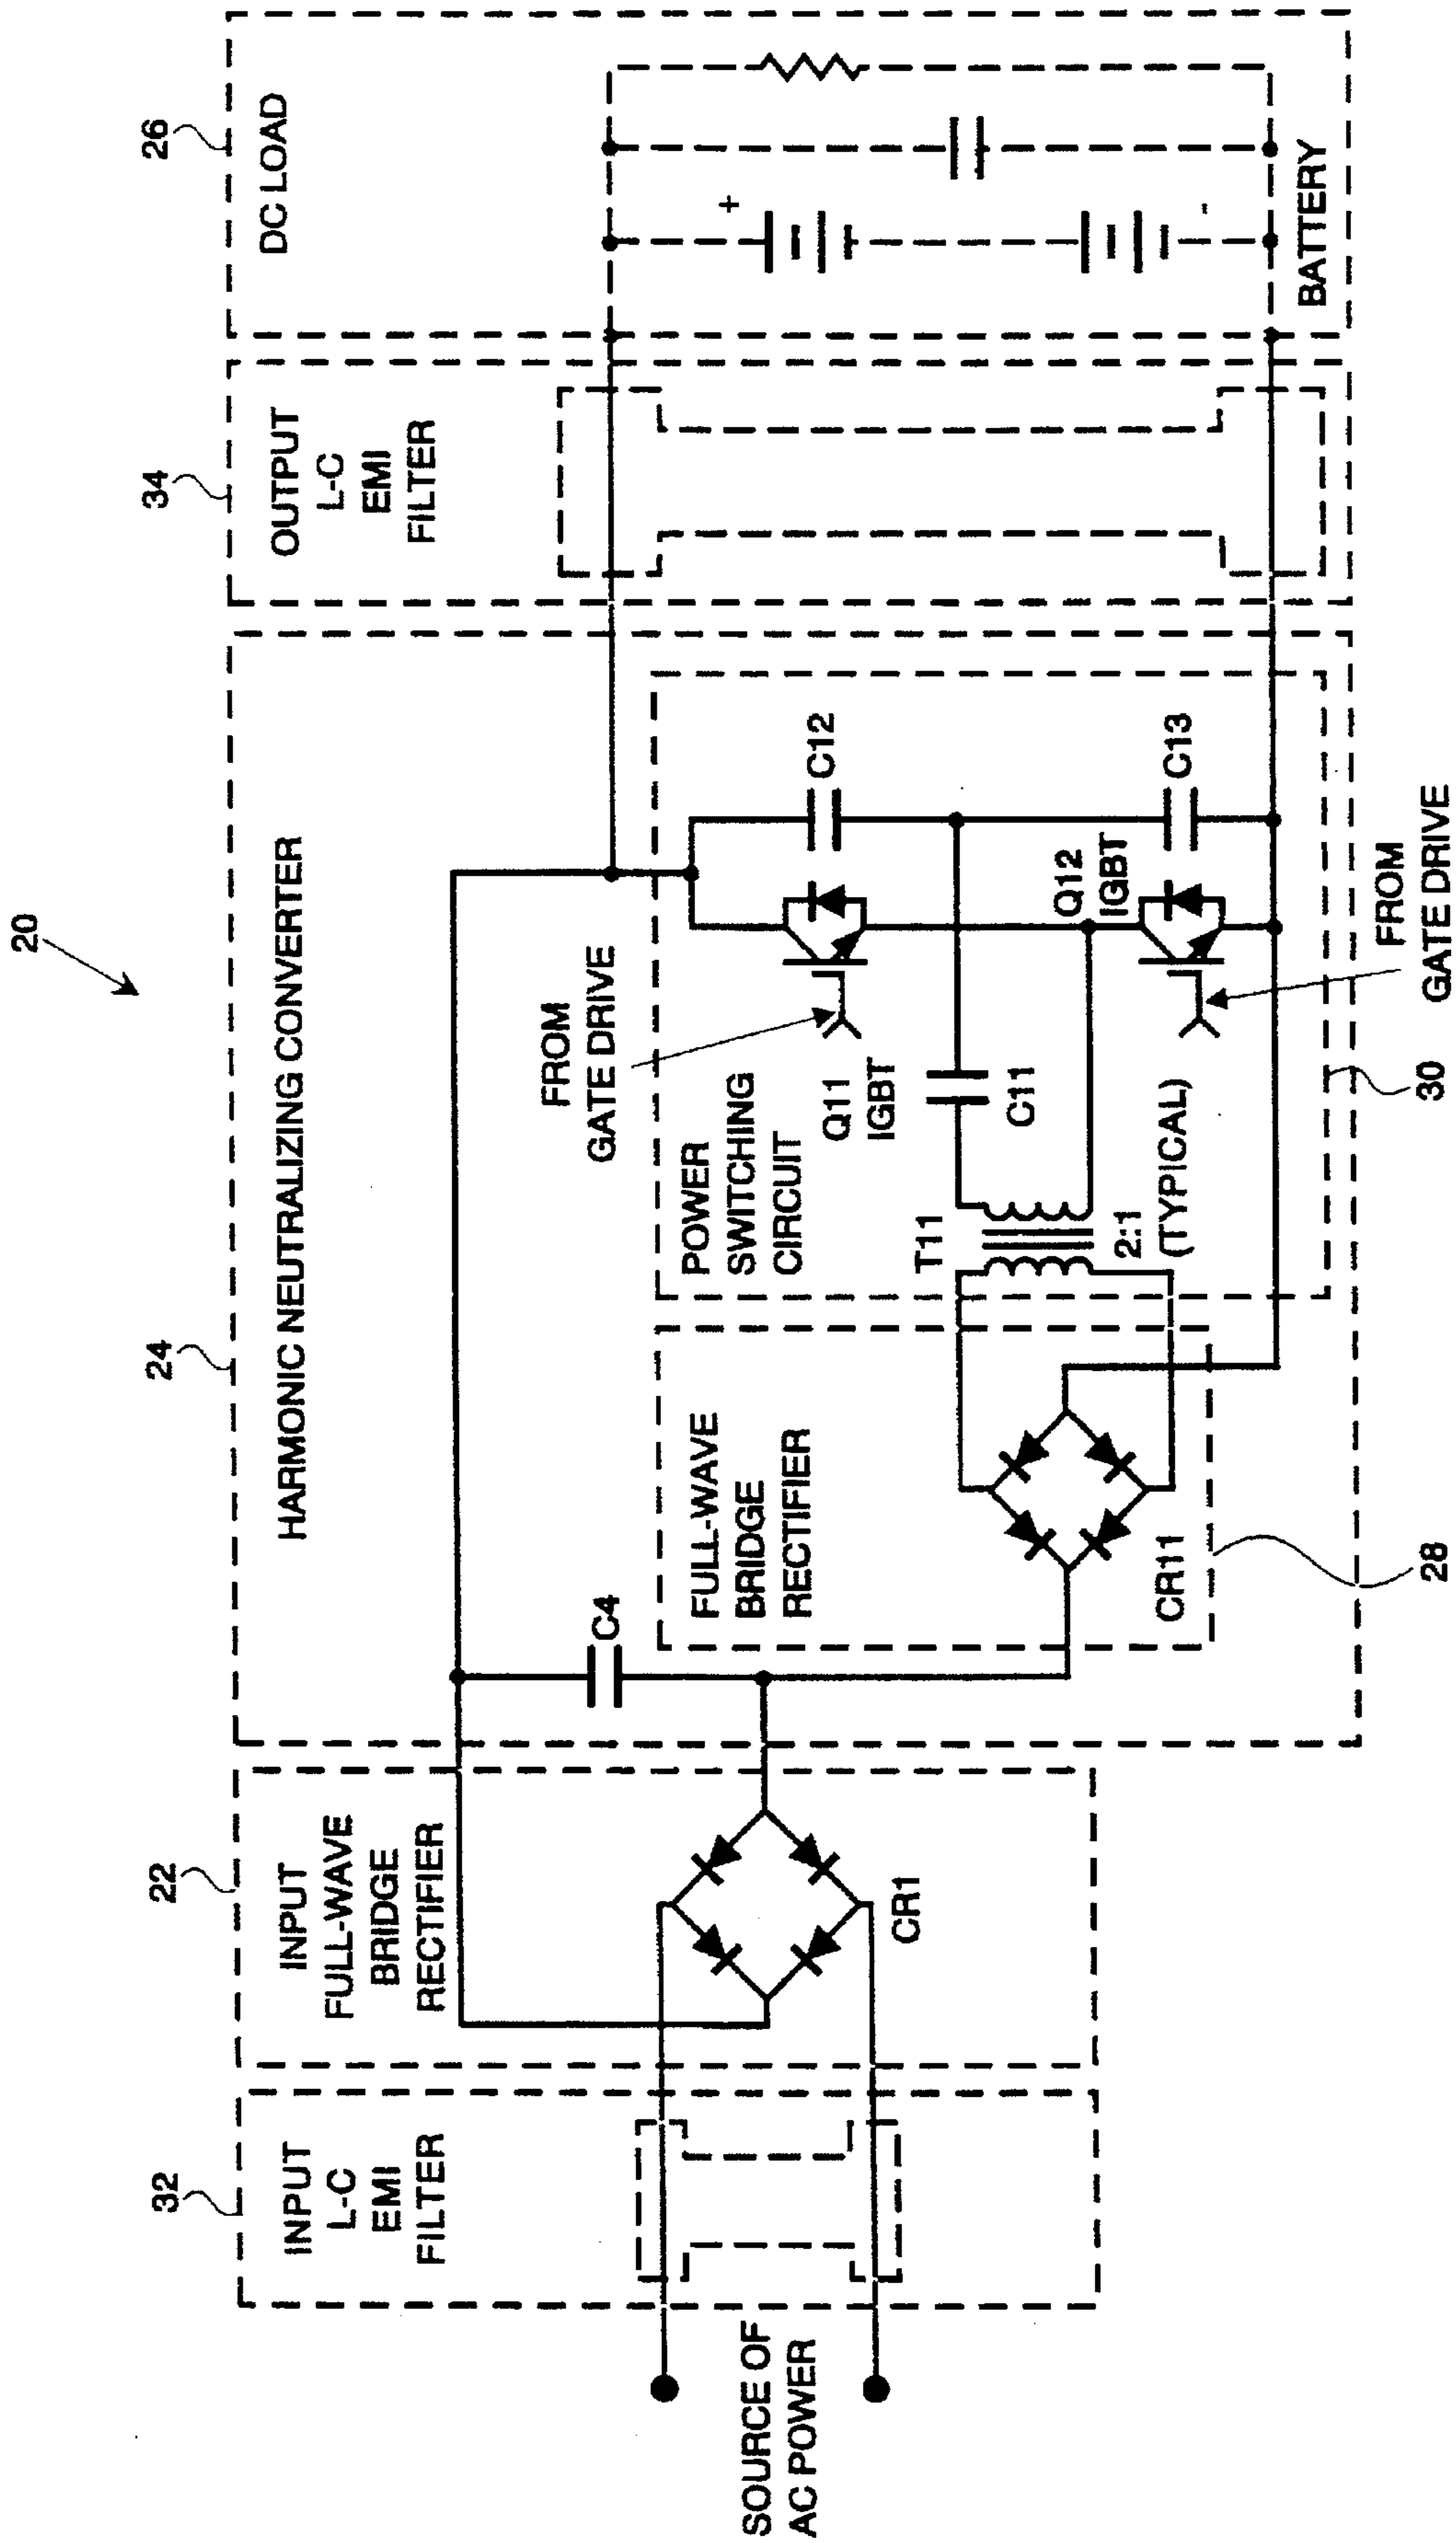 20
32
INPUT
L-C
EMI
FILTER
22
INPUT
FULL-WAVE
BRIDGE
RECTIFIER
24
HARMONIC NEUTRALIZING CONVERTER
34
OUTPUT
L-C
EMI
FILTER
26
DC LOAD
SOURCE OF
AC POWER
CR1
C4
FULL-WAVE
BRIDGE
RECTIFIER
CR11
28
POWER
SWITCHING
CIRCUIT
FROM
GATE DRIVE
Q11
IGBT
T11
2:1
(TYPICAL)
C11
C12
Q12
IGBT
C13
30
FROM
GATE DRIVE
+
-
BATTERY